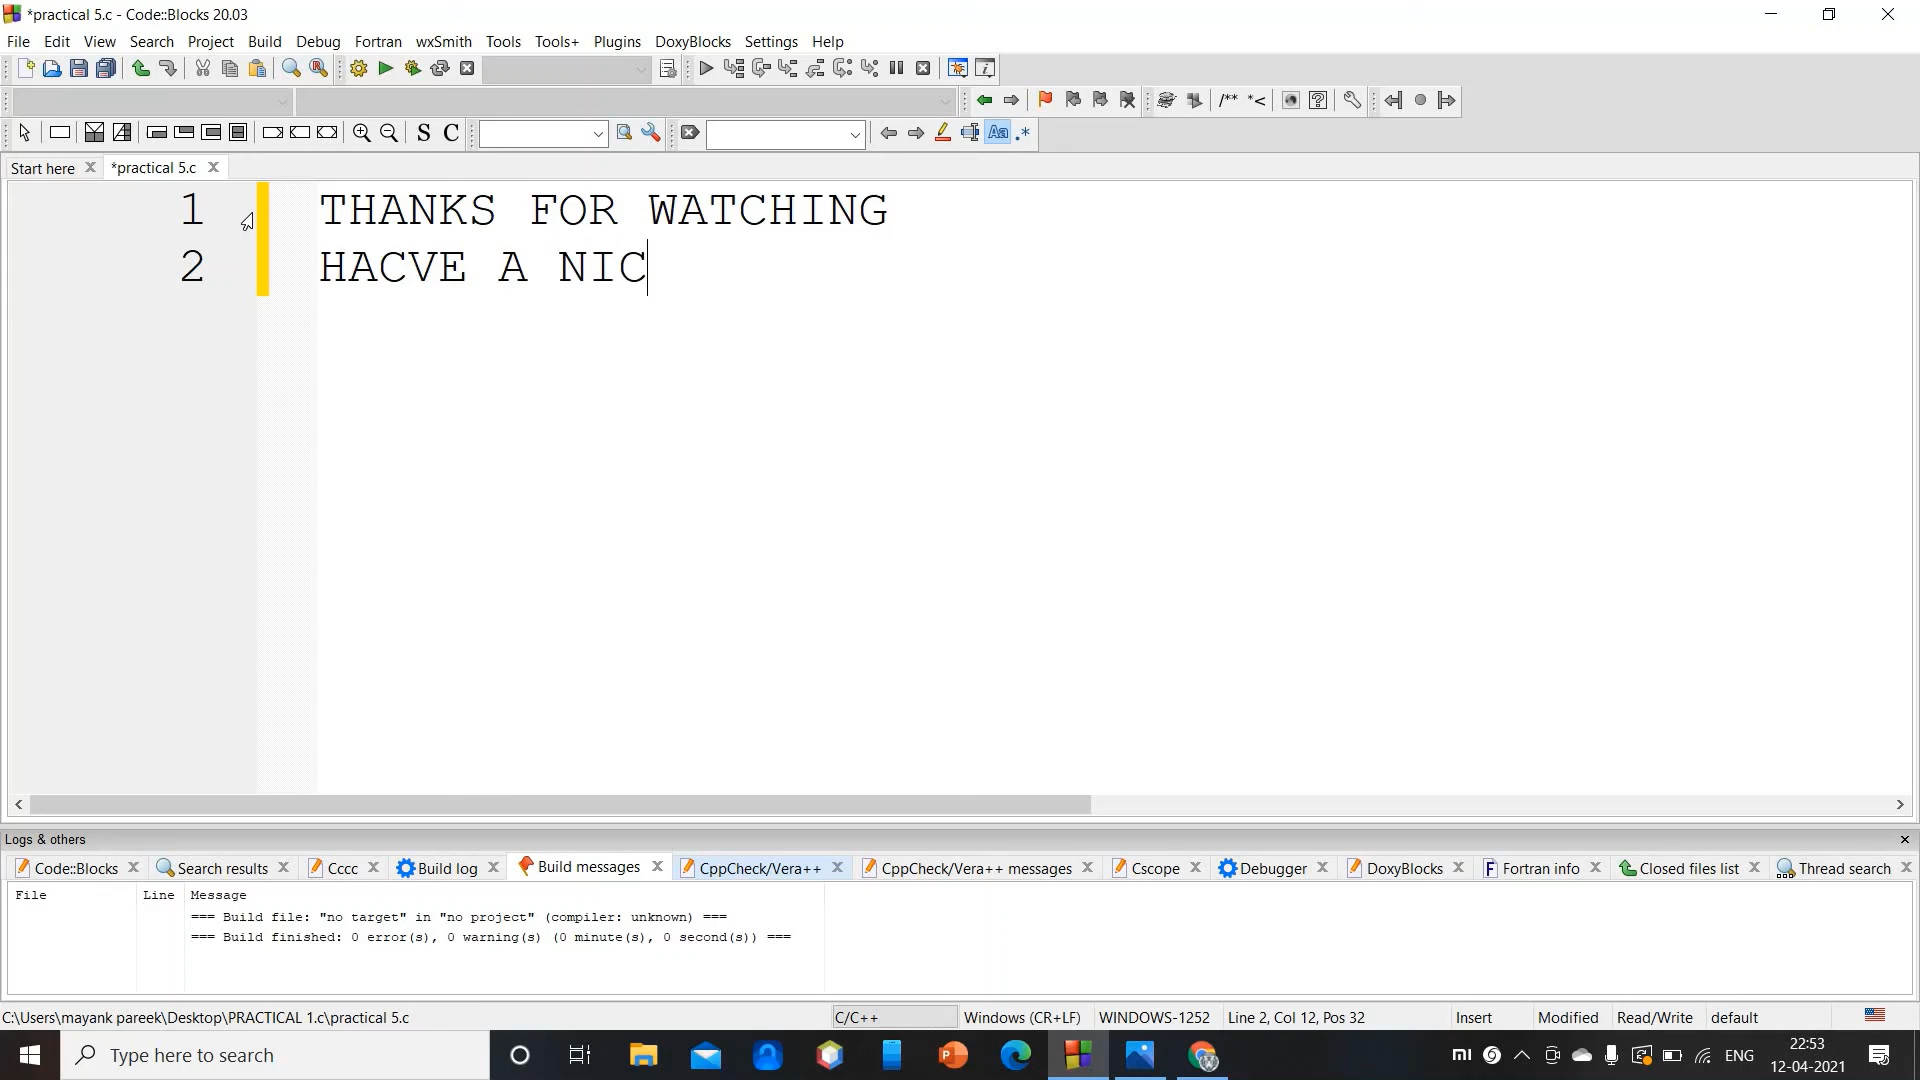 *practical 5.c - Code::Blocks 20.03
File Edit View Search Project Build Debug Fortran wxSmith Tools Tools+ Plugins DoxyBlocks Settings Help
/** *<
S C Aa .*
Start here *practical 5.c
1 THANKS FOR WATCHING
2 HACVE A NIC
Logs & others
Code::Blocks Search results Cccc Build log Build messages CppCheck/Vera++ CppCheck/Vera++ messages Cscope Debugger DoxyBlocks Fortran info Closed files list Thread search
File Line Message
=== Build file: "no target" in "no project" (compiler: unknown) ===
=== Build finished: 0 error(s), 0 warning(s) (0 minute(s), 0 second(s)) ===
C:\Users\mayank pareek\Desktop\PRACTICAL 1.c\practical 5.c C/C++ Windows (CR+LF) WINDOWS-1252 Line 2, Col 12, Pos 32 Insert Modified Read/Write default
Type here to search mi ENG 22:53
12-04-2021